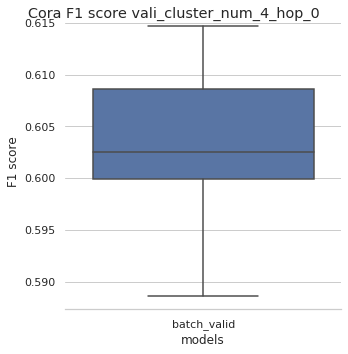 Cora F1 score vali_cluster_num_4_hop_0
0.615
0.610
0.605
0.600
0.595
0.590
F1 score
batch_valid
models